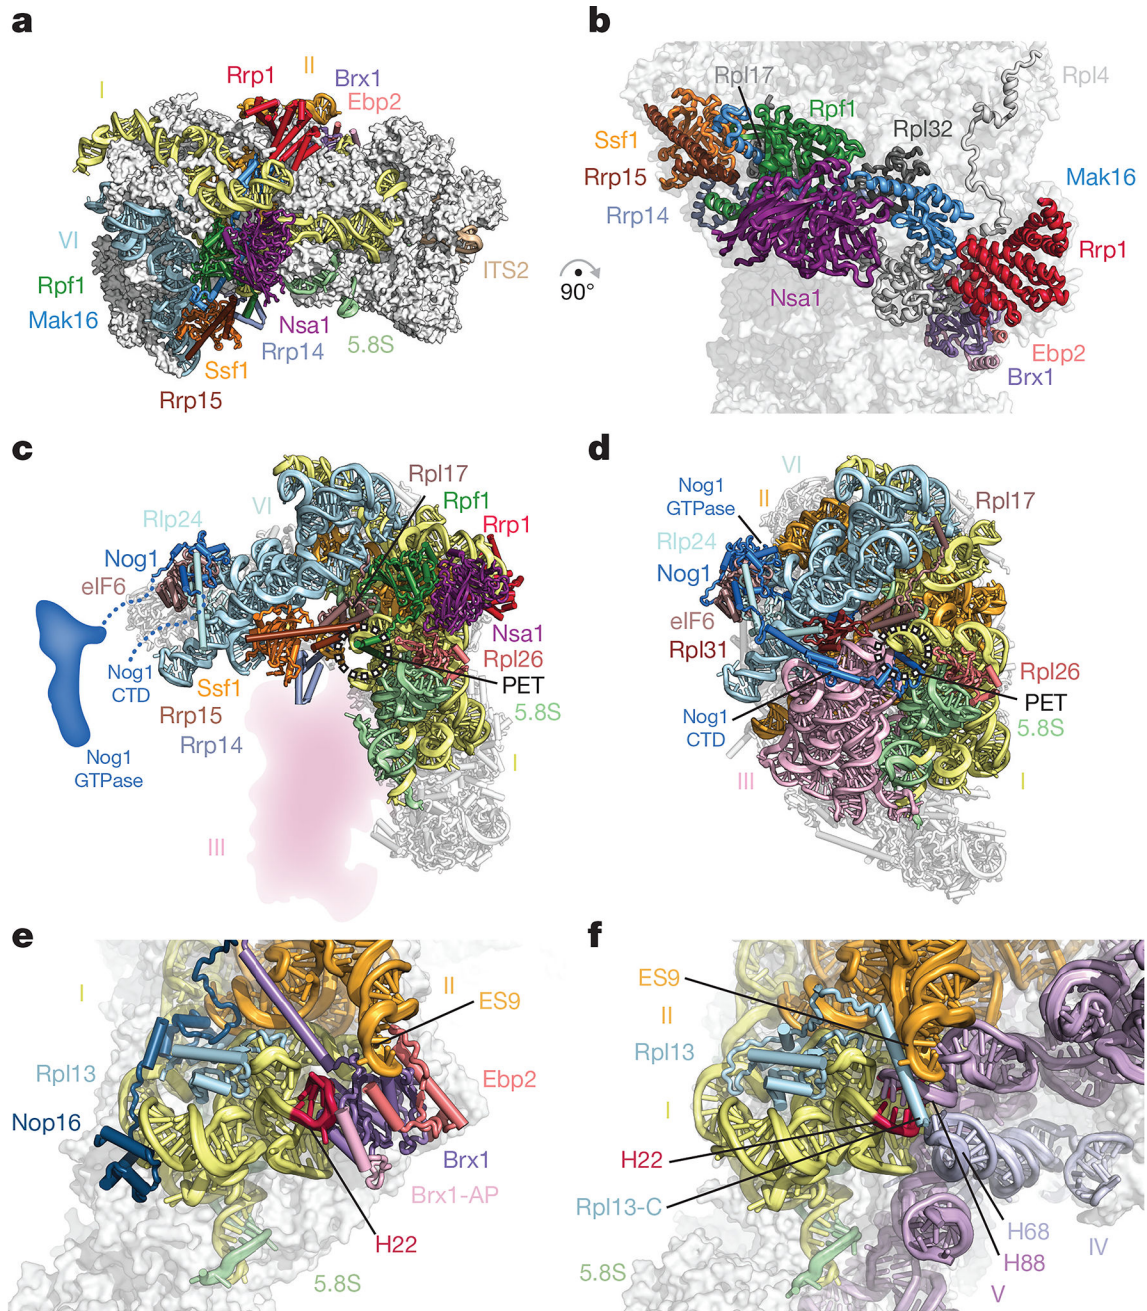 a
I
Rrp1
II
Brx1
Ebp2
VI
Rpf1
Mak16
ITS2
Nsa1
Rrp14
5.8S
Ssf1
Rrp15
90°
b
Rpl17
Rpl4
Rpf1
Ssf1
Rpl32
Rrp15
Mak16
Rrp14
Rrp1
Nsa1
Ebp2
Brx1
c
Rpl17
VI
Rpf1
Rlp24
Rrp1
Nog1
eIF6
Nsa1
Rpl26
Nog1
CTD
Ssf1
PET
Rrp15
5.8S
Rrp14
Nog1
GTPase
I
III
d
VI
Nog1
GTPase
II
Rpl17
Rlp24
Nog1
eIF6
Rpl31
Rpl26
PET
Nog1
CTD
5.8S
III
I
e
I
II
ES9
Rpl13
Ebp2
Nop16
Brx1
Brx1-AP
H22
5.8S
f
ES9
II
Rpl13
I
H22
Rpl13-C
H68
IV
H88
5.8S
V